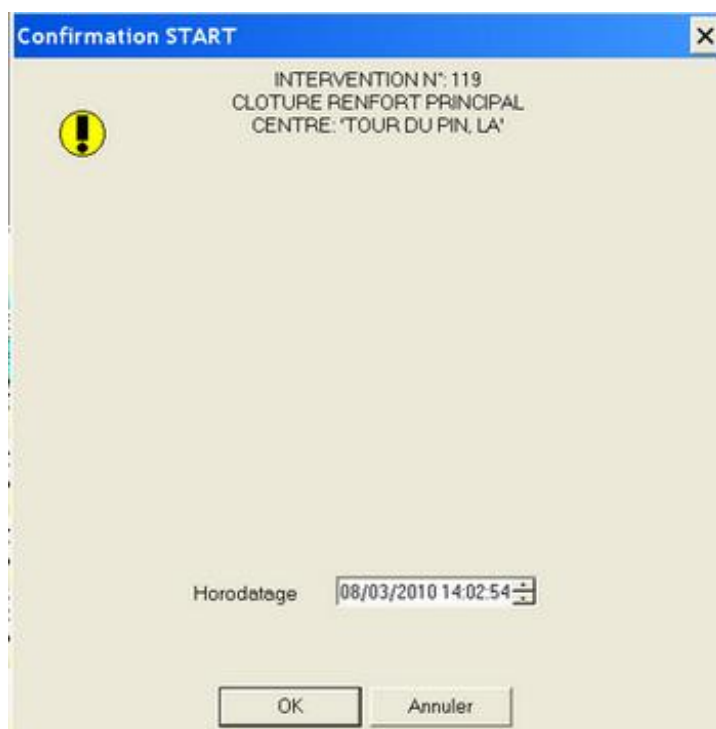 Confirmation START
INTERVENTION N°: 119
CLOTURE RENFORT PRINCIPAL
CENTRE: 'TOUR DU PIN, LA'
Horodatage 08/03/2010 14:02:54
OK Annuler